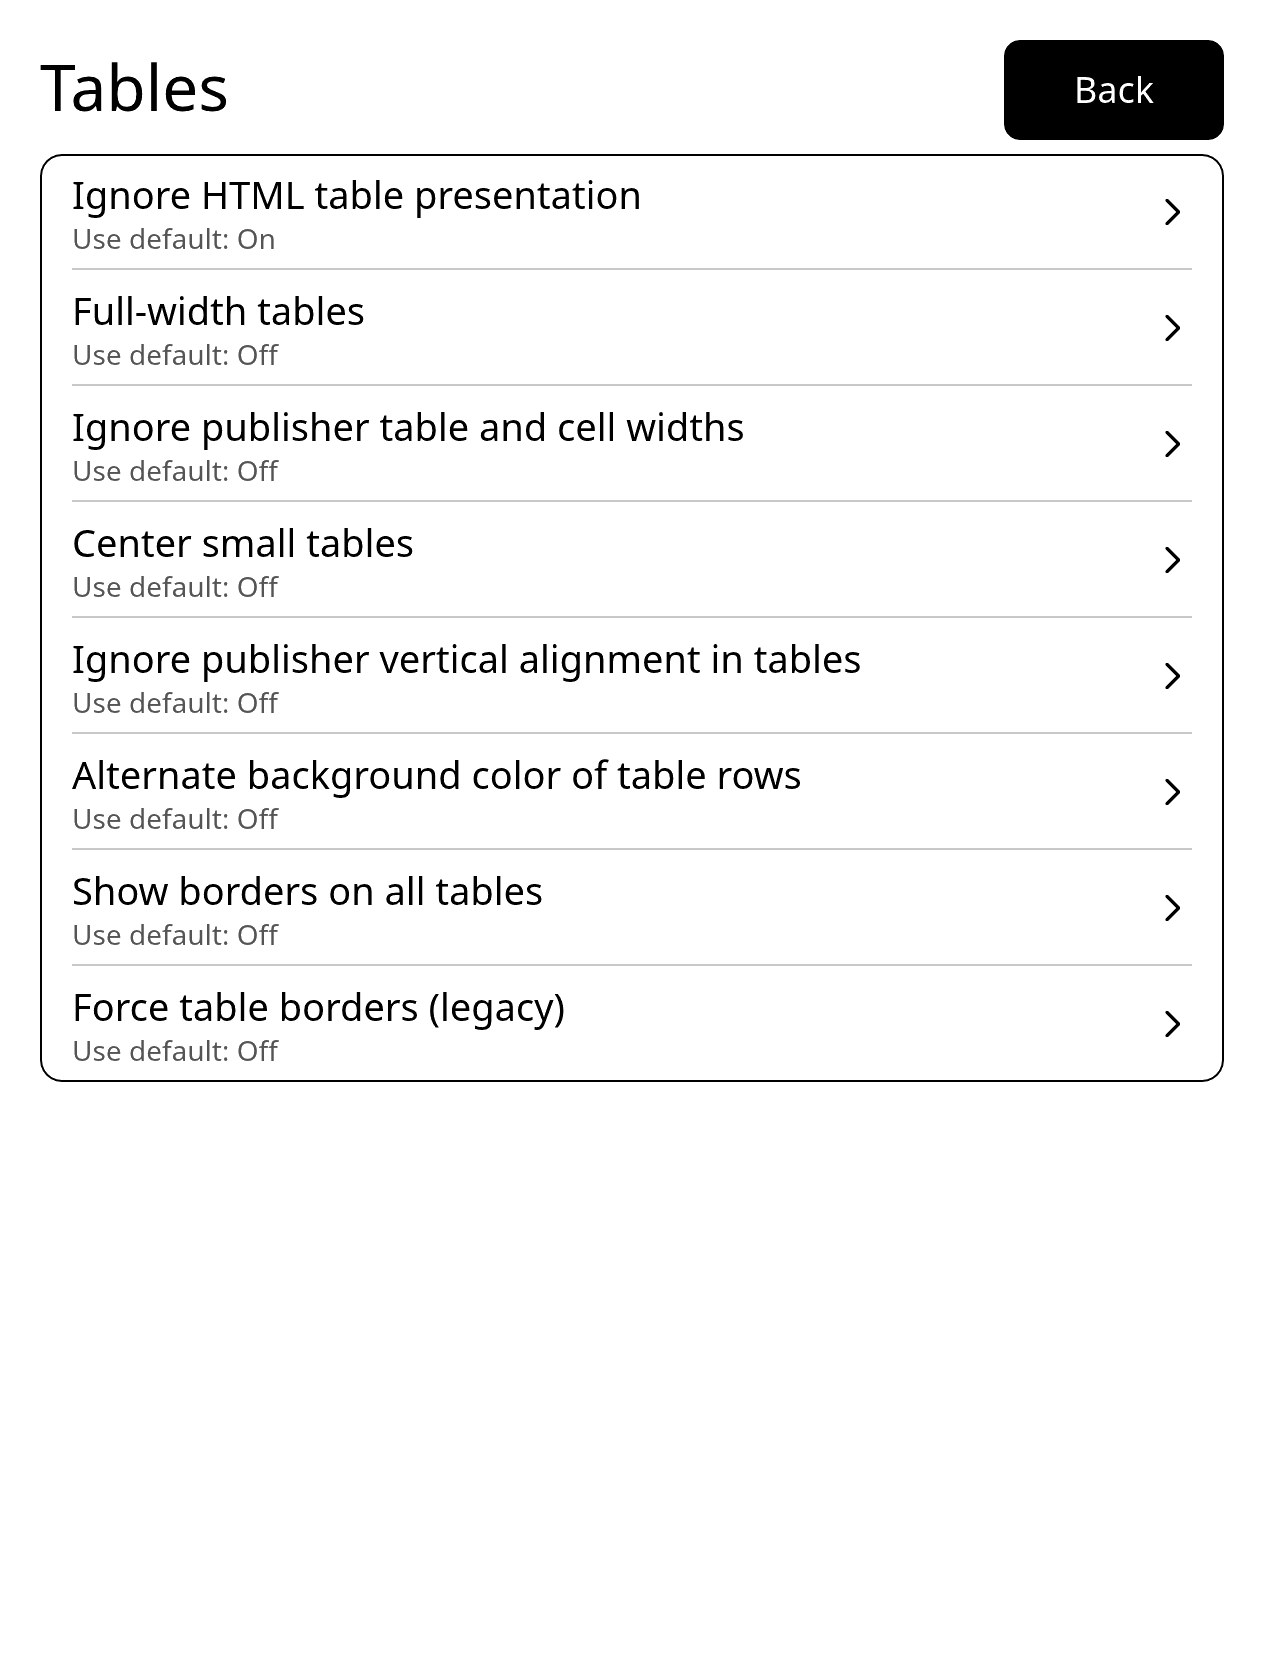 Tables
Back
Ignore HTML table presentation
Use default: On
Full-width tables
Use default: Off
Ignore publisher table and cell widths
Use default: Off
Center small tables
Use default: Off
Ignore publisher vertical alignment in tables
Use default: Off
Alternate background color of table rows
Use default: Off
Show borders on all tables
Use default: Off
Force table borders (legacy)
Use default: Off